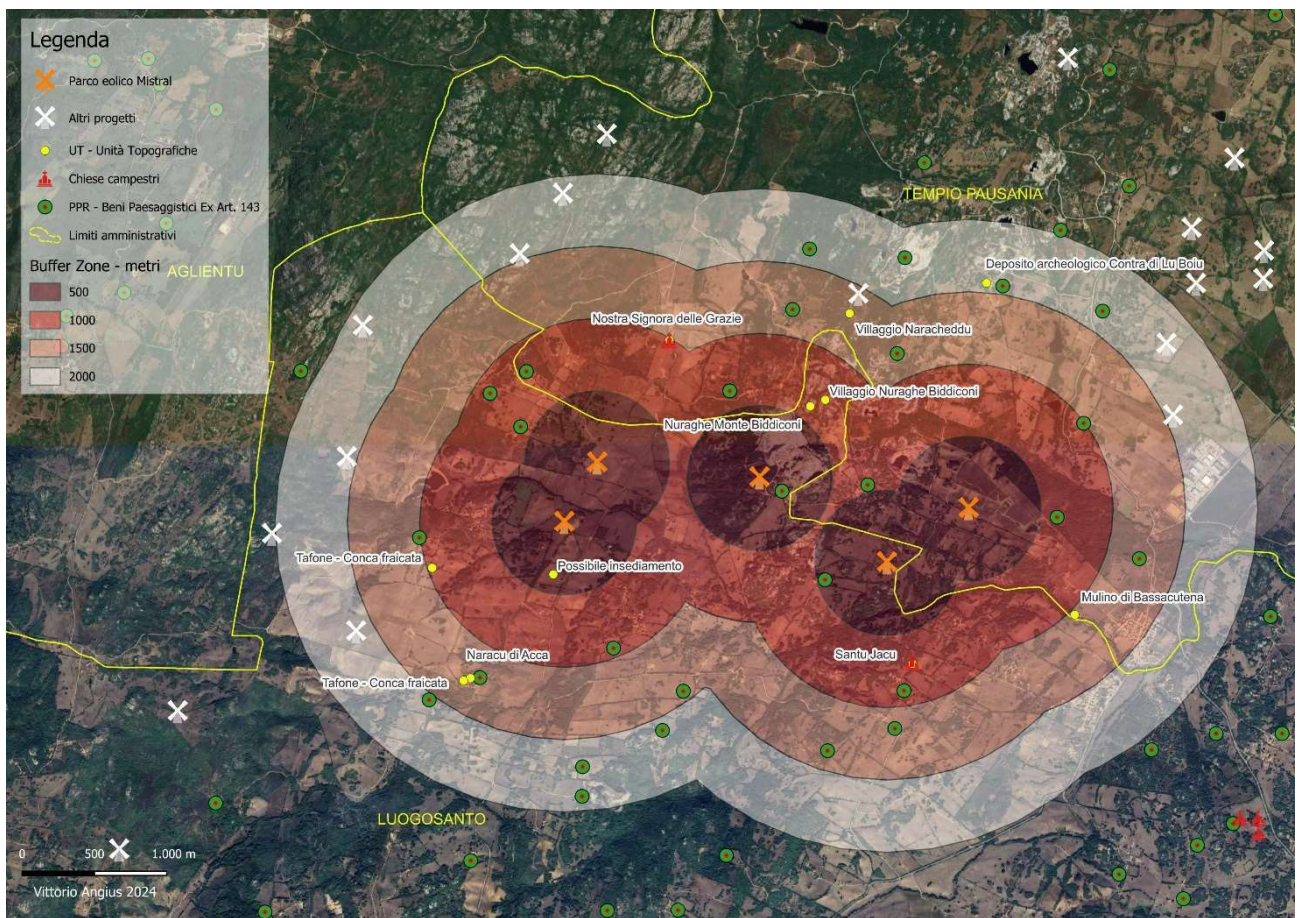 Legenda
Parco eolico Mistral
Altri progetti
UT - Unità Topografiche
Chiese campestri
PPR - Beni Paesaggistici Ex Art. 143
Limiti amministrativi
Buffer Zone - metri
500
1000
1500
2000
AGLIENTU
TEMPIO PAUSANIA
Deposito archeologico Contra di Lu Boiu
Nostra Signora delle Grazie
Villaggio Naracheddu
Villaggio Nuraghe Biddiconi
Nuraghe Monte Biddiconi
Tafone - Conca fraicata
Possibile insediamento
Mulino di Bassacutena
Naracu di Acca
Santu Jacu
Tafone - Conca fraicata
LUOGOSANTO
0 500 1.000 m
Vittorio Angius 2024